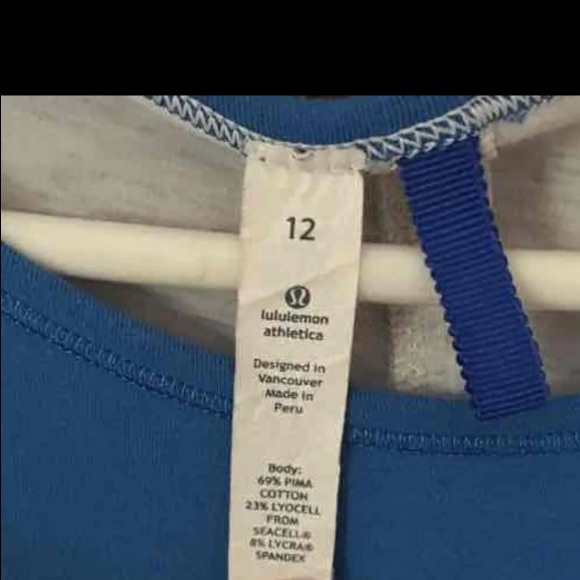 12
lululemon
athletica
Designed in
Vancouver
Made in
Peru
Body:
69% PIMA
COTTON
23% LYOCELL
FROM
SEACELL®
8% LYCRA®
SPANDEX